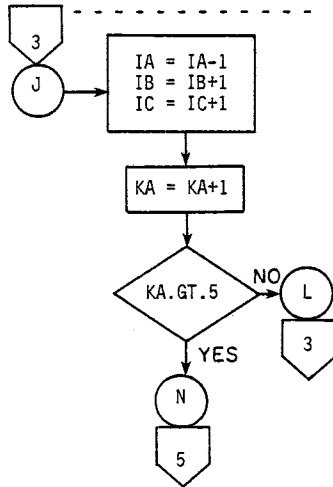 3
J
IA = IA-1
IB = IB+1
IC = IC+1
KA = KA+1
KA.GT.5
NO
L
3
YES
N
5